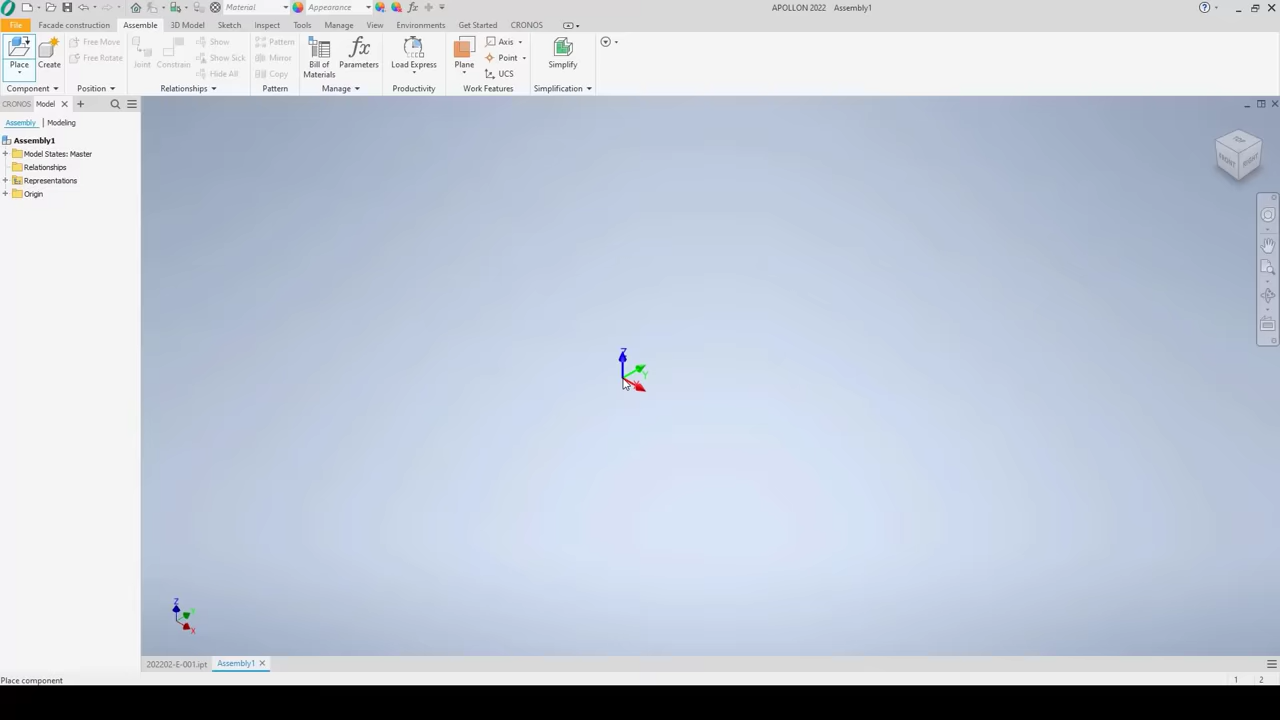 Material
Appearance
APOLLON 2022 Assembly1
File
Facade construction
Assemble
3D Model
Sketch
Inspect
Tools
Manage
View
Environments
Get Started
CRONOS
Place
Create
Free Move
Free Rotate
Joint
Constrain
Show
Show Sick
Hide All
Pattern
Mirror
Copy
Bill of
Materials
Parameters
Load Express
Plane
Axis
Point
UCS
Simplify
Component
Position
Relationships
Pattern
Manage
Productivity
Work Features
Simplification
CRONOS
Model
Assembly
Modeling
Assembly1
Model States: Master
Relationships
Representations
Origin
TOP
FRONT
RIGHT
Z
Y
Z
X
202202-E-001.ipt
Assembly1
Place component
1
2